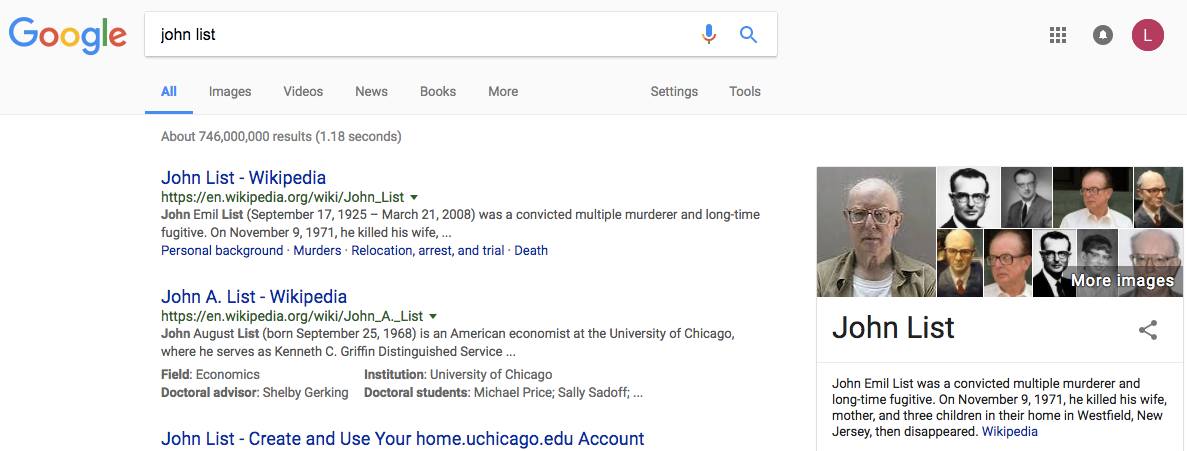 Google
john list
L
All Images Videos News Books More Settings Tools
About 746,000,000 results (1.18 seconds)
John List - Wikipedia
https://en.wikipedia.org/wiki/John_List
John Emil List (September 17, 1925 – March 21, 2008) was a convicted multiple murderer and long-time
fugitive. On November 9, 1971, he killed his wife, ...
Personal background · Murders · Relocation, arrest, and trial · Death
John A. List - Wikipedia
https://en.wikipedia.org/wiki/John_A._List
John August List (born September 25, 1968) is an American economist at the University of Chicago,
where he serves as Kenneth C. Griffin Distinguished Service ...
Field: Economics Institution: University of Chicago
Doctoral advisor: Shelby Gerking Doctoral students: Michael Price; Sally Sadoff; ...
John List - Create and Use Your home.uchicago.edu Account
More images
John List
John Emil List was a convicted multiple murderer and
long-time fugitive. On November 9, 1971, he killed his wife,
mother, and three children in their home in Westfield, New
Jersey, then disappeared. Wikipedia